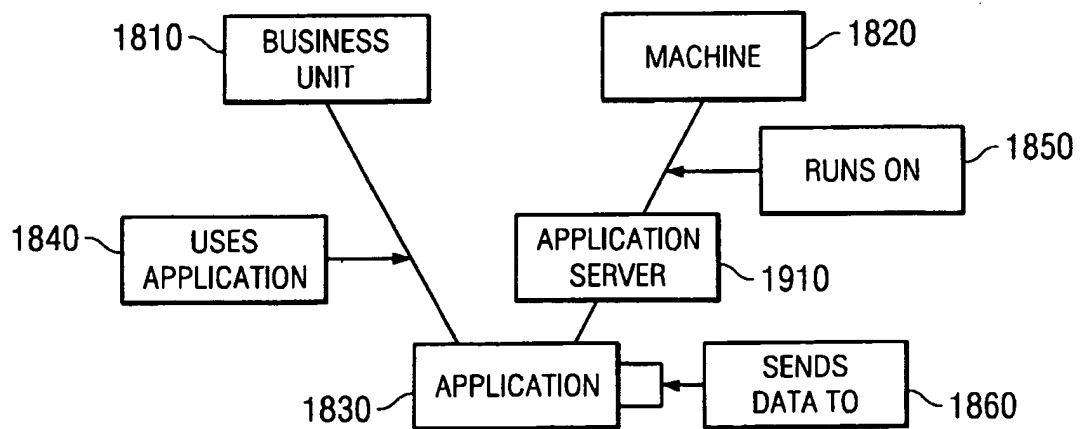 1810
BUSINESS
UNIT
MACHINE
1820
RUNS ON
1850
1840
USES
APPLICATION
APPLICATION
SERVER
1910
APPLICATION
1830
SENDS
DATA TO
1860